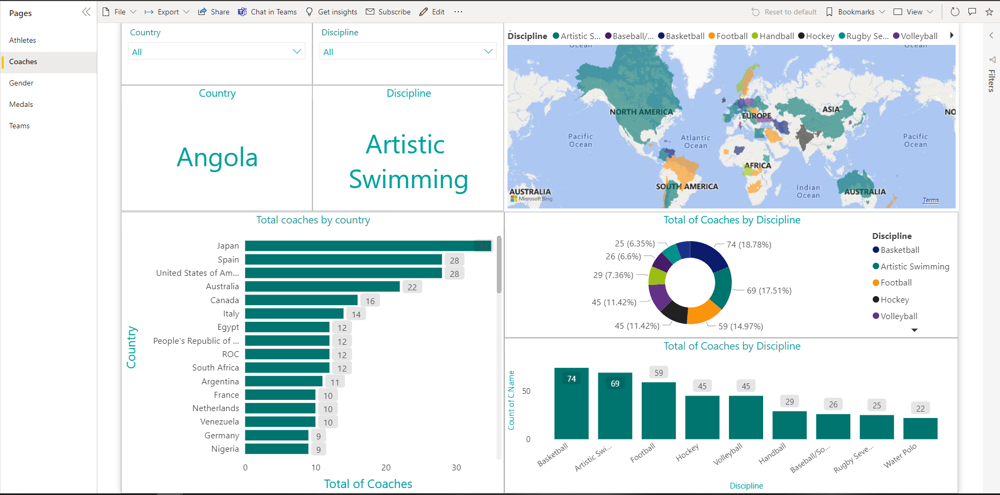 Pages
Athletes
Coaches
Gender
Medals
Teams
File
Export
Share
Chat in Teams
Get insights
Subscribe
Edit
Reset to default
Bookmarks
View
Filters
Country
All
Discipline
All
Country
Angola
Discipline
Artistic
Swimming
Discipline Artistic S... Baseball/... Basketball Football Handball Hockey Rugby Se... Volleyball
Ocean
Ocean
NORTH AMERICA
EUROPE
ASIA
NO
Pacific
Ocean
Atlantic
Ocean
Pacific
Ocean
AFRICA
SOUTH AMERICA
Indian
Ocean
AUSTRALIA
AUSTRALIA
Microsoft Bing
Terms
Total coaches by country
Country
Japan 35
Spain 28
United States of Am... 28
Australia 22
Canada 16
Italy 14
Egypt 12
People's Republic of ... 12
ROC 12
South Africa 12
Argentina 11
France 10
Netherlands 10
Venezuela 10
Germany 9
Nigeria 9
0 10 20 30
Total of Coaches
Total of Coaches by Discipline
25 (6.35%)
26 (6.6%)
29 (7.36%)
45 (11.42%)
45 (11.42%)
74 (18.78%)
69 (17.51%)
59 (14.97%)
Discipline
Basketball
Artistic Swimming
Football
Hockey
Volleyball
Total of Coaches by Discipline
Count of C.Name
50
0
74
69
59
45
45
29
26
25
22
Basketball
Artistic Swi...
Football
Hockey
Volleyball
Handball
Baseball/So...
Rugby Seve...
Water Polo
Discipline